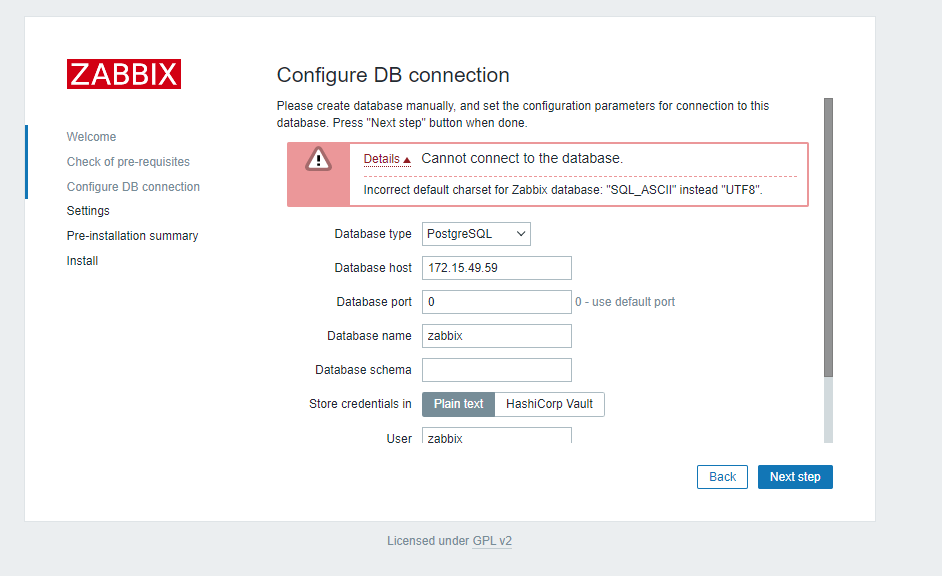 ZABBIX
Welcome
Check of pre-requisites
Configure DB connection
Settings
Pre-installation summary
Install
Configure DB connection
Please create database manually, and set the configuration parameters for connection to this
database. Press "Next step" button when done.
Details Cannot connect to the database.
Incorrect default charset for Zabbix database: "SQL_ASCII" instead "UTF8".
Database type PostgreSQL
Database host 172.15.49.59
Database port 0 0 - use default port
Database name zabbix
Database schema
Store credentials in Plain text HashiCorp Vault
User zabbix
Back Next step
Licensed under GPL v2